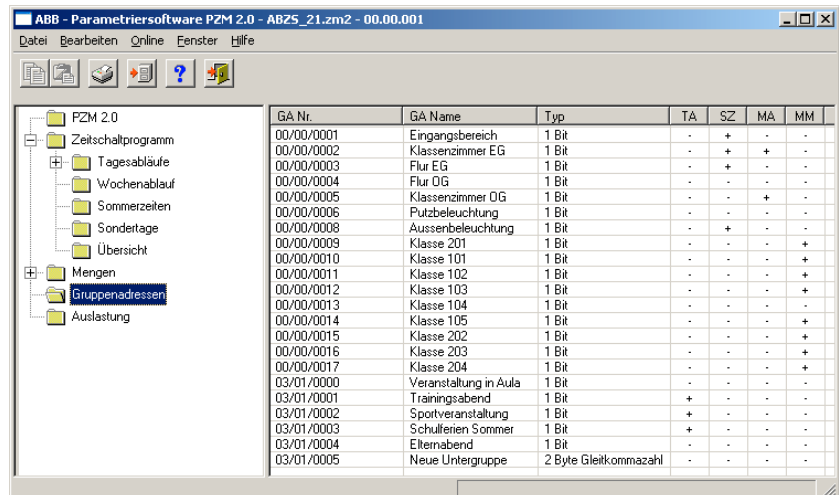 ABB - Parametriersoftware PZM 2.0 - ABZS_21.zm2 - 00.00.001
Datei Bearbeiten Online Fenster Hilfe
PZM 2.0
Zeitschaltprogramm
Tagesabläufe
Wochenablauf
Sommerzeiten
Sondertage
Übersicht
Mengen
Gruppenadressen
Auslastung
GA Nr. GA Name Typ TA SZ MA MM
00/00/0001 Eingangsbereich 1 Bit - + - -
00/00/0002 Klassenzimmer EG 1 Bit - + + -
00/00/0003 Flur EG 1 Bit - + - -
00/00/0004 Flur OG 1 Bit - - - -
00/00/0005 Klassenzimmer OG 1 Bit - - + -
00/00/0006 Putzbeleuchtung 1 Bit - - - -
00/00/0008 Aussenbeleuchtung 1 Bit - + - -
00/00/0009 Klasse 201 1 Bit - - - +
00/00/0010 Klasse 101 1 Bit - - - +
00/00/0011 Klasse 102 1 Bit - - - +
00/00/0012 Klasse 103 1 Bit - - - +
00/00/0013 Klasse 104 1 Bit - - - -
00/00/0014 Klasse 105 1 Bit - - - +
00/00/0015 Klasse 202 1 Bit - - - +
00/00/0016 Klasse 203 1 Bit - - - +
00/00/0017 Klasse 204 1 Bit - - - +
03/01/0000 Veranstaltung in Aula 1 Bit - - - -
03/01/0001 Trainingsabend 1 Bit + - - -
03/01/0002 Sportveranstaltung 1 Bit + - - -
03/01/0003 Schulferien Sommer 1 Bit + - - -
03/01/0004 Elternabend 1 Bit - - - -
03/01/0005 Neue Untergruppe 2 Byte Gleitkommazahl - - - -